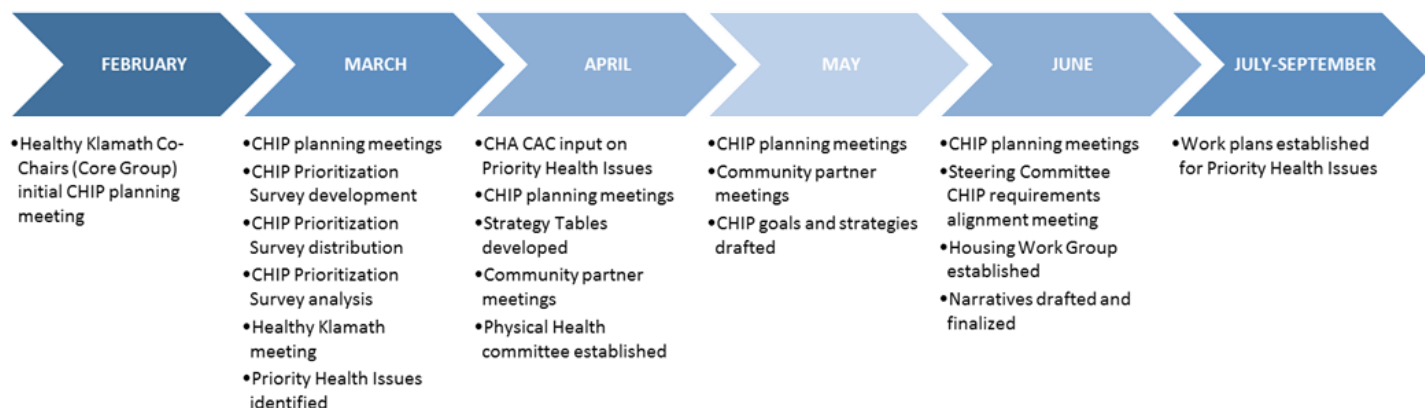 FEBRUARY
MARCH
APRIL
MAY
JUNE
JULY-SEPTEMBER
•Healthy Klamath Co-
Chairs (Core Group)
initial CHIP planning
meeting
•CHIP planning meetings
•CHIP Prioritization
Survey development
•CHIP Prioritization
Survey distribution
•CHIP Prioritization
Survey analysis
•Healthy Klamath
meeting
•Priority Health Issues
identified
•CHA CAC input on
Priority Health Issues
•CHIP planning meetings
•Strategy Tables
developed
•Community partner
meetings
•Physical Health
committee established
•CHIP planning meetings
•Community partner
meetings
•CHIP goals and strategies
drafted
•CHIP planning meetings
•Steering Committee
CHIP requirements
alignment meeting
•Housing Work Group
established
•Narratives drafted and
finalized
•Work plans established
for Priority Health Issues